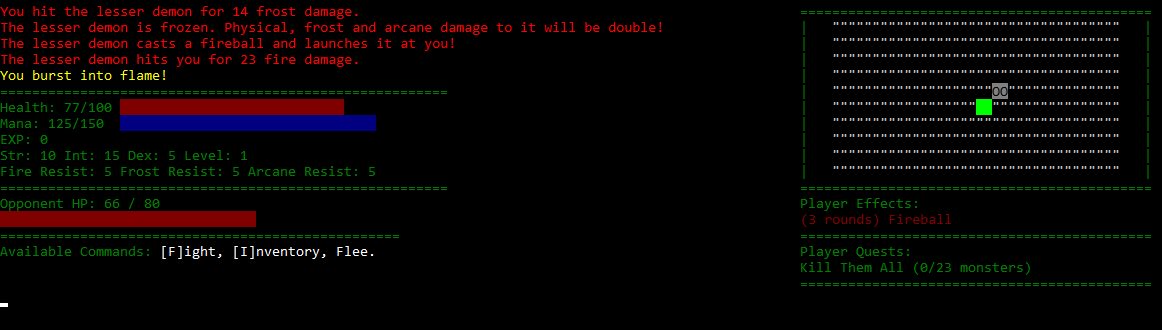 You hit the lesser demon for 14 frost damage.
The lesser demon is frozen. Physical, frost and arcane damage to it will be double!
The lesser demon casts a fireball and launches it at you!
The lesser demon hits you for 23 fire damage.
You burst into flame!
Health: 77/100
Mana: 125/150
EXP: 0
Str: 10 Int: 15 Dex: 5 Level: 1
Fire Resist: 5 Frost Resist: 5 Arcane Resist: 5
Opponent HP: 66 / 80
Available Commands: [F]ight, [I]nventory, Flee.
OO
Player Effects:
(3 rounds) Fireball
Player Quests:
Kill Them All (0/23 monsters)